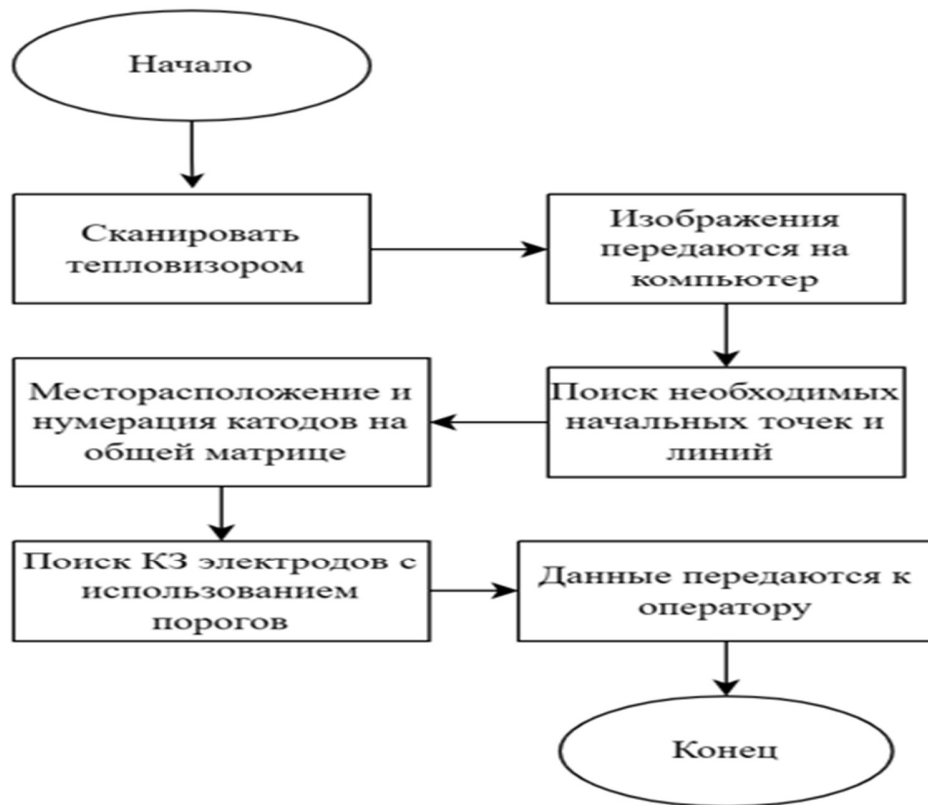 Начало
Сканировать
тепловизором
Изображения
передаются на
компьютер
Поиск необходимых
начальных точек и
линий
Месторасположение и
нумерация катодов на
общей матрице
Поиск КЗ электродов с
использованием
порогов
Данные передаются к
оператору
Конец